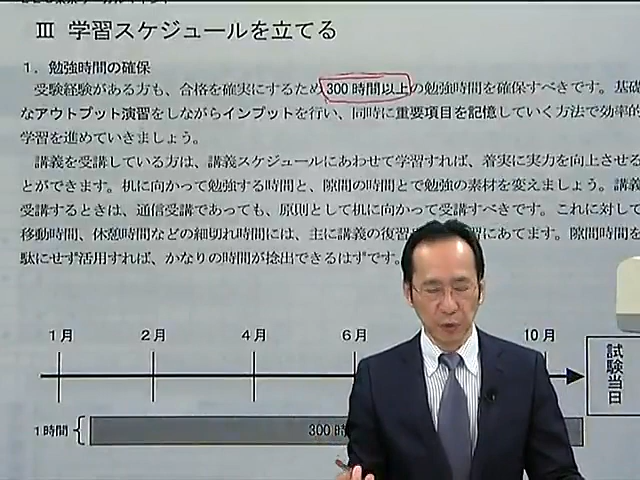 Ⅲ 学習スケジュールを立てる
1．勉強時間の確保
受験経験がある方も、合格を確実にするため300時間以上の勉強時間を確保すべきです。基礎
なアウトプット演習をしながらインプットを行い、同時に重要項目を記憶していく方法で効率的
学習を進めていきましょう。
講義を受講している方は、講義スケジュールにあわせて学習すれば、着実に実力を向上させる
とができます。机に向かって勉強する時間と、隙間の時間とで勉強の素材を変えましょう。講義
受講するときは、通信受講であっても、原則として机に向かって受講すべきです。これに対して
移動時間、休憩時間などの細切れ時間には、主に講義の復習
習にあてます。隙間時間を
駄にせず活用すれば、かなりの時間が捻出できるはずです。
1月 2月 4月 6月 10月
試験当日
1時間
300時